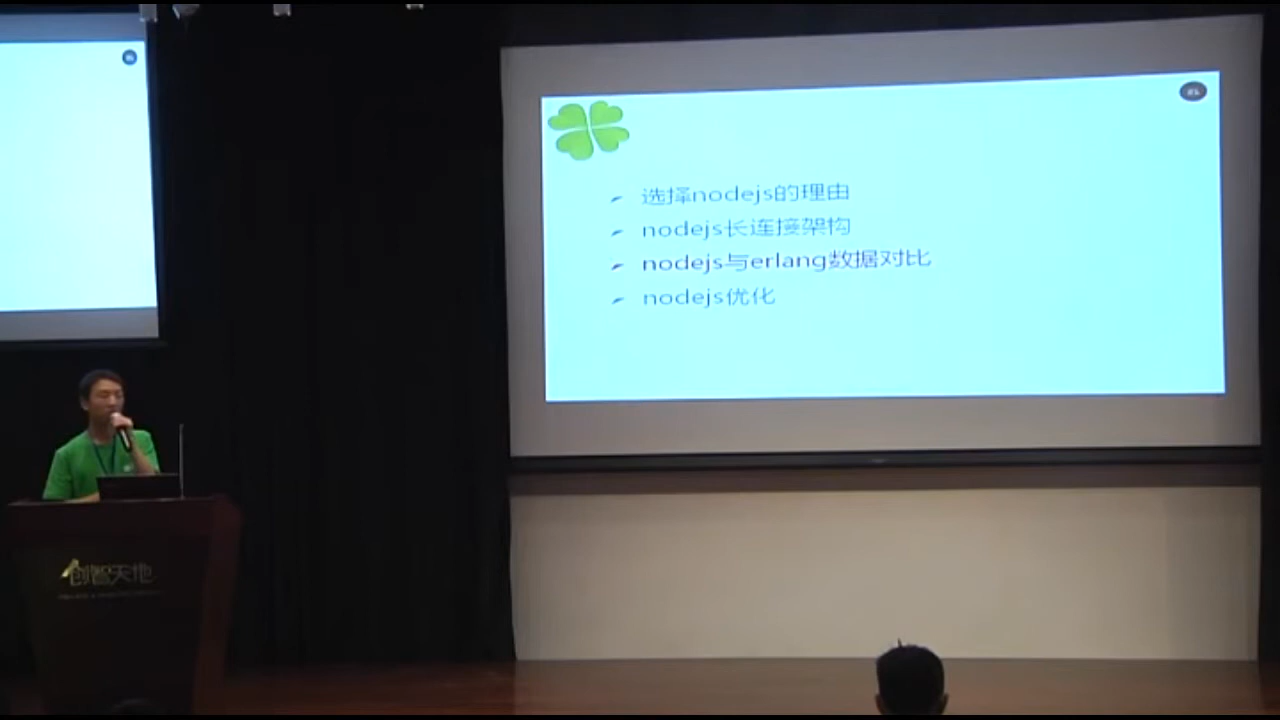 选择nodejs的理由
nodejs长连接架构
nodejs与erlang数据对比
nodejs优化
创智天地